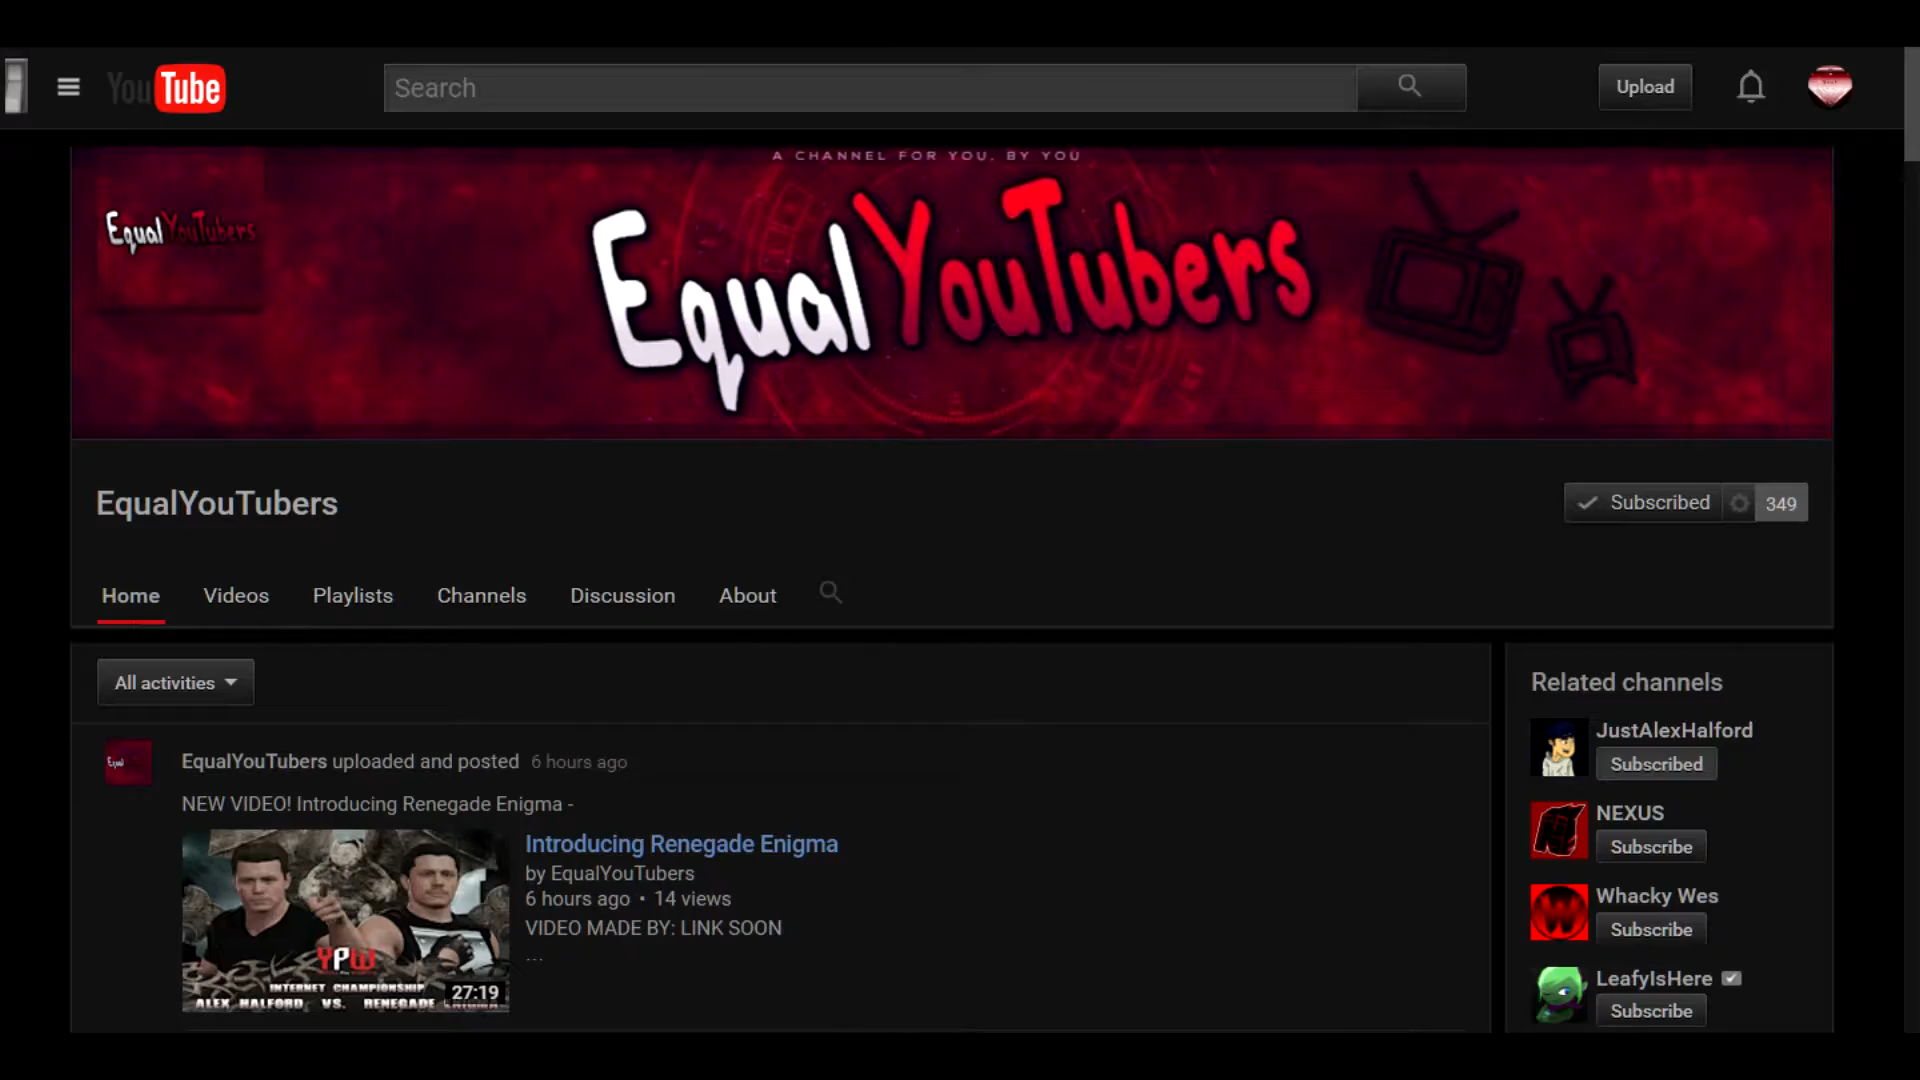 YouTube
Search
Upload
A CHANNEL FOR YOU, BY YOU
EqualYouTubers
EqualYouTubers
EqualYouTubers
Subscribed 349
Home Videos Playlists Channels Discussion About
All activities
Related channels
JustAlexHalford
Subscribed
NEXUS
Subscribe
Whacky Wes
Subscribe
LeafyIsHere
Subscribe
Equal
EqualYouTubers uploaded and posted 6 hours ago
NEW VIDEO! Introducing Renegade Enigma -
YPW
INTERNET CHAMPIONSHIP
ALEX HALFORD VS. RENEGADE ENIGMA
27:19
Introducing Renegade Enigma
by EqualYouTubers
6 hours ago • 14 views
VIDEO MADE BY: LINK SOON
...